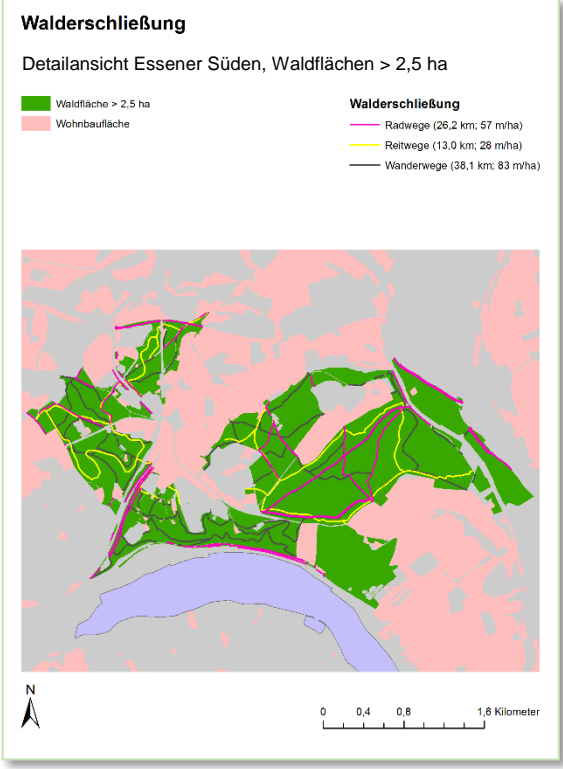 Walderschließung
Detailansicht Essener Süden, Waldflächen > 2,5 ha
Waldfläche > 2,5 ha
Wohnbaufläche
Walderschließung
Radwege (26,2 km; 57 m/ha)
Reitwege (13,0 km; 28 m/ha)
Wanderwege (38,1 km; 83 m/ha)
N
0 0,4 0,8 1,6 Kilometer